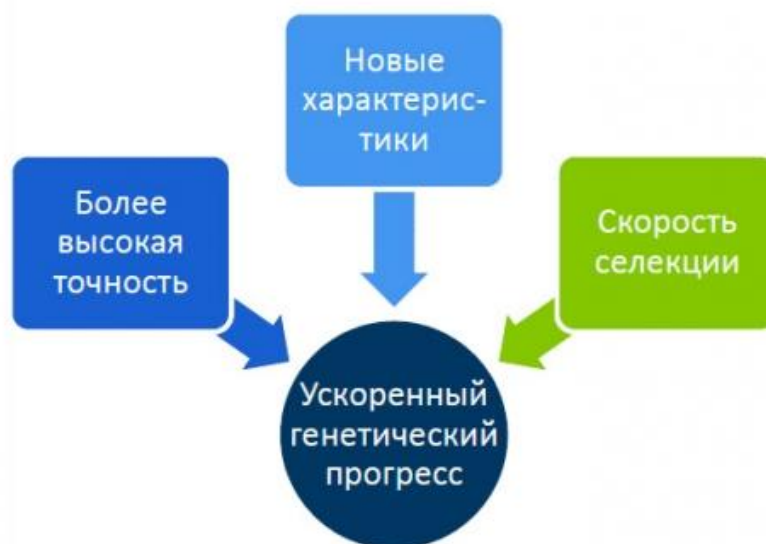 Новые
характерис-
тики
Более
высокая
точность
Скорость
селекции
Ускоренный
генетический
прогресс